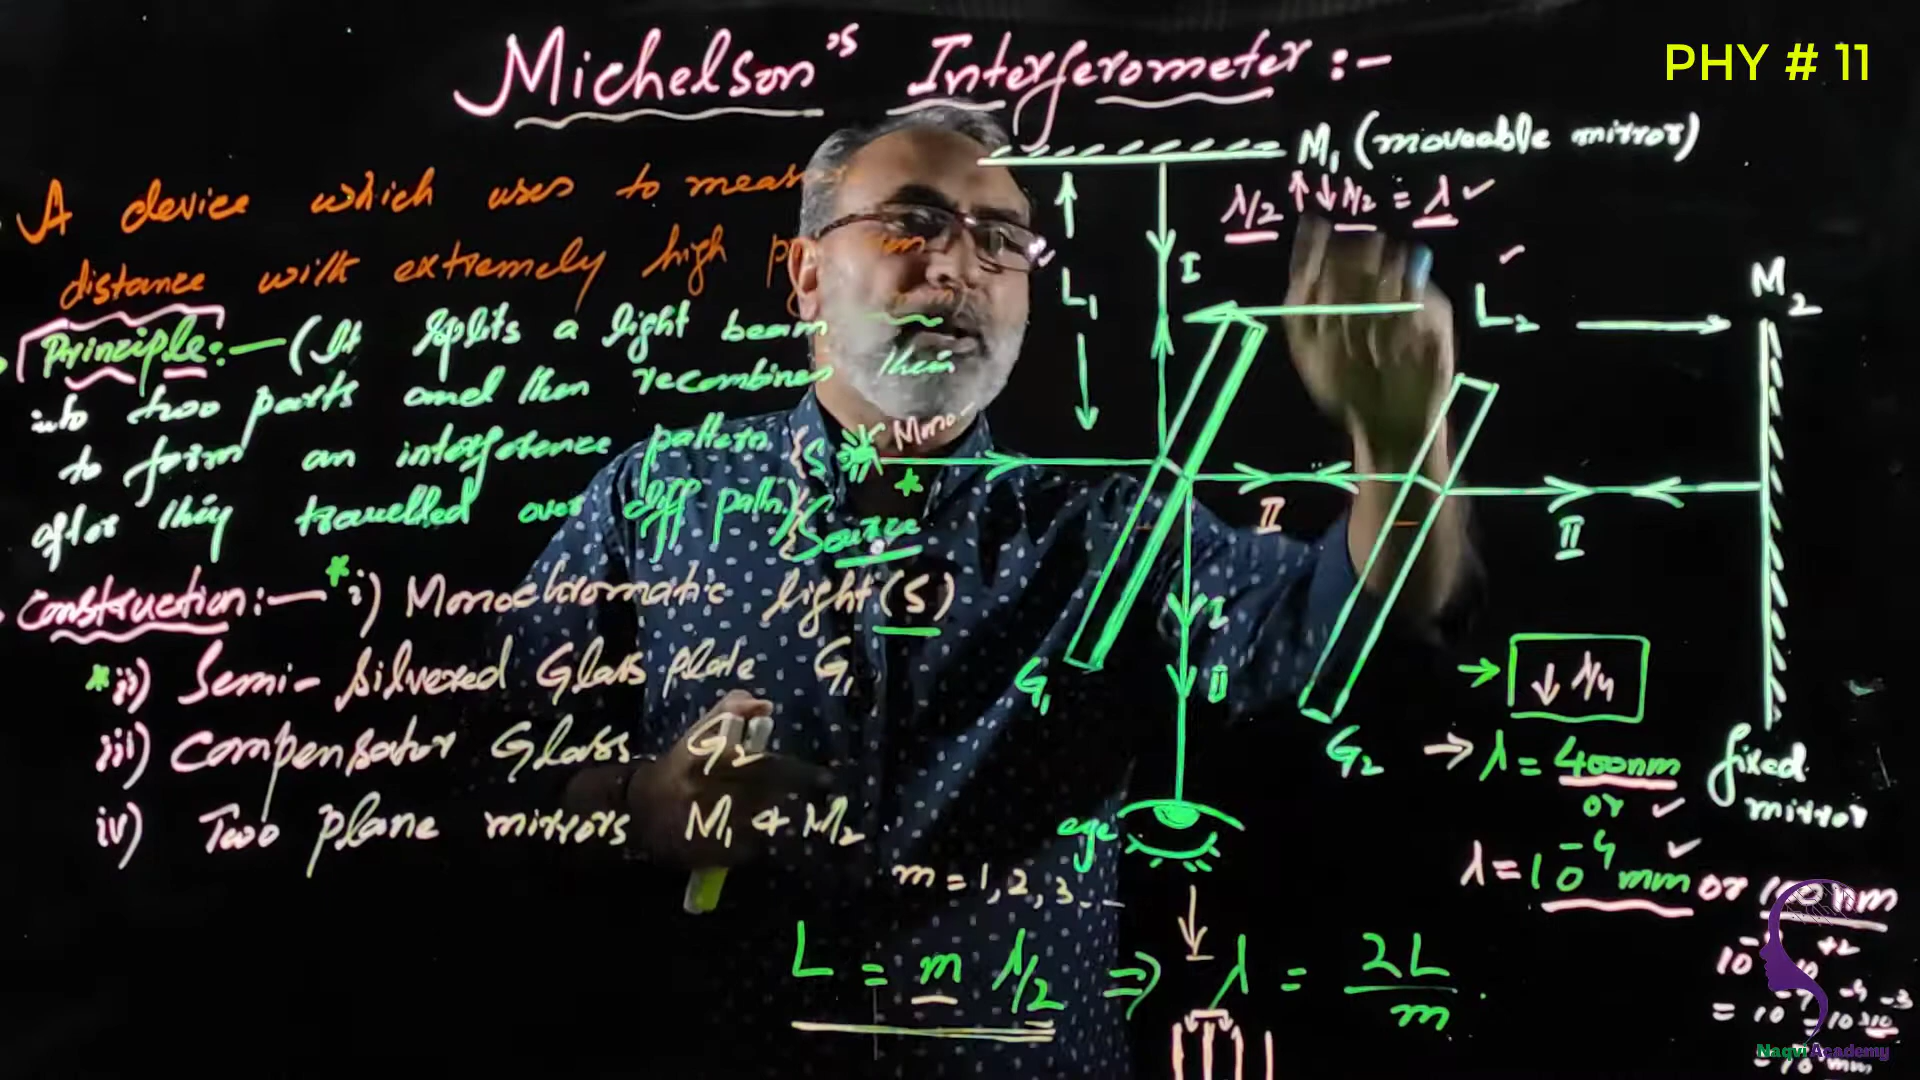 Michelson's Interferometer :-
PHY # 11
A device which uses to meas
distance with extremely high
Principle:- (It splits a light beam
into two parts and then recombines them
to form an interference pattern
after they travelled over diff path)
Construction:- * i) Monochromatic light (S)
* ii) Semi- Silvered Glass plate G1
iii) Compensator Glass G2
iv) Two plane mirrors M1 & M2
M1 (moveable mirror)
λ/2 ↑ ↓ λ/2 = λ ✓
L1
I
L2
M2
S
Mono-
*
Source
II
II
I
II
G1
G2
eye
→ ↓ λ/4
→ λ = 400nm
or ✓
λ = 10⁻⁴ mm or 100 nm
fixed
mirror
m = 1, 2, 3 ...
L = m λ/2 ⇒ λ = 2L/m
Naqvi Academy